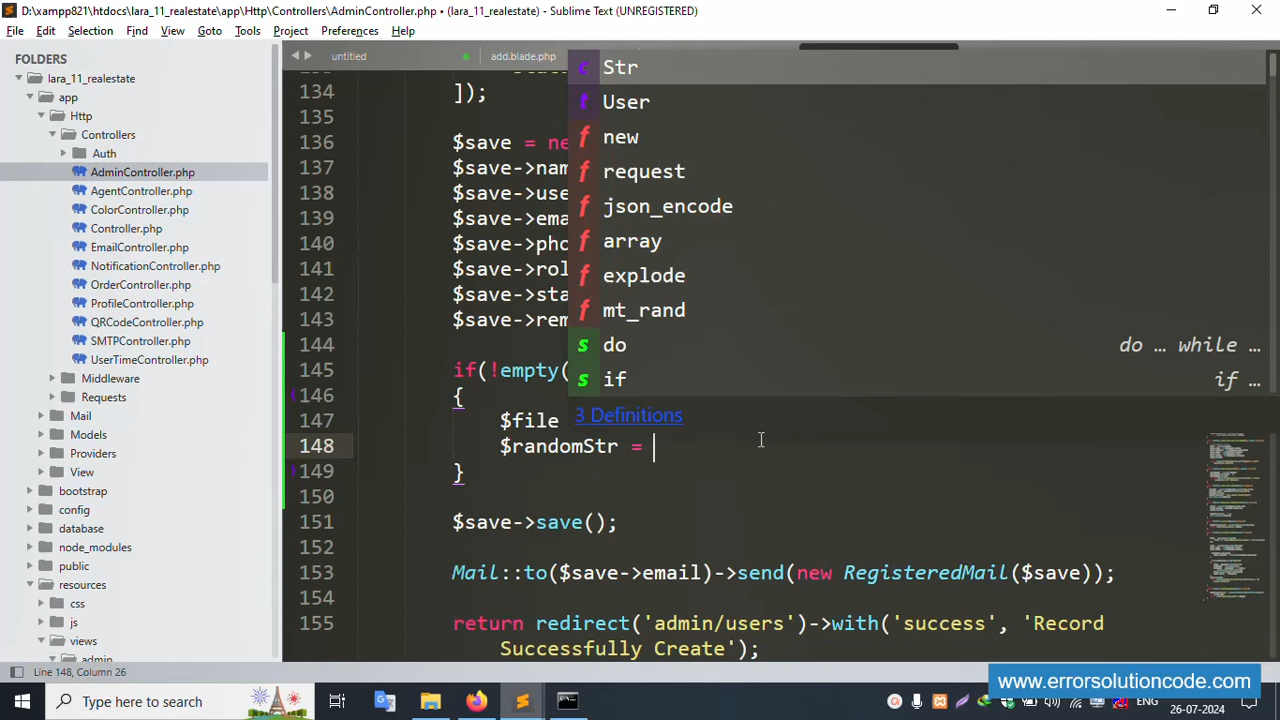 D:\xampp821\htdocs\lara_11_realestate\app\Http\Controllers\AdminController.php • (lara_11_realestate) - Sublime Text (UNREGISTERED)
File Edit Selection Find View Goto Tools Project Preferences Help
FOLDERS
lara_11_realestate
app
Http
Controllers
Auth
AdminController.php
AgentController.php
ColorController.php
Controller.php
EmailController.php
NotificationController.php
OrderController.php
ProfileController.php
QRCodeController.php
SMTPController.php
UserTimeController.php
Middleware
Requests
Mail
Models
Providers
View
bootstrap
config
database
node_modules
public
resources
css
js
views
admin
untitled add.blade.php
134 ]);
135
136 $save = ne
137 $save->nam
138 $save->use
139 $save->ema
140 $save->pho
141 $save->rol
142 $save->sta
143 $save->rem
144
145 if(!empty(
146 {
147 $file
148 $randomStr =
149 }
150
151 $save->save();
152
153 Mail::to($save->email)->send(new RegisteredMail($save));
154
155 return redirect('admin/users')->with('success', 'Record
Successfully Create');
c Str
t User
f new
f request
f json_encode
f array
f explode
f mt_rand
s do do … while …
s if if …
3 Definitions
Line 148, Column 26
www.errorsolutioncode.com
Type here to search
ENG
26-07-2024